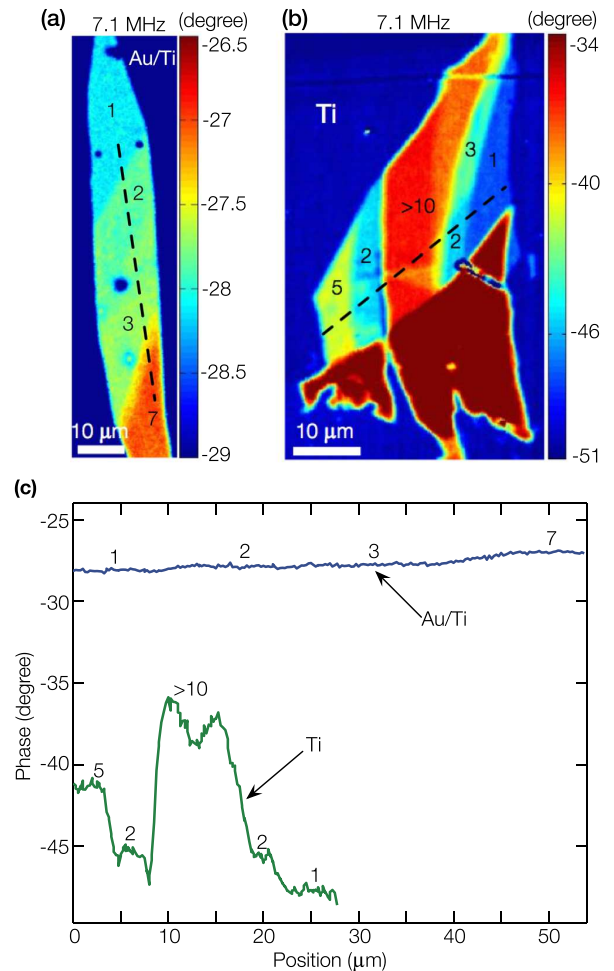 (a) 7.1 MHz (degree)
Au/Ti
1
2
3
7
10 μm
-26.5
-27
-27.5
-28
-28.5
-29
(b) 7.1 MHz (degree)
Ti
3
1
>10
2
2
5
10 μm
-34
-40
-46
-51
(c)
Phase (degree)
-25
-30
-35
-40
-45
1 2 3 7
Au/Ti
>10
Ti
5
2
2
1
0 10 20 30 40 50
Position (μm)